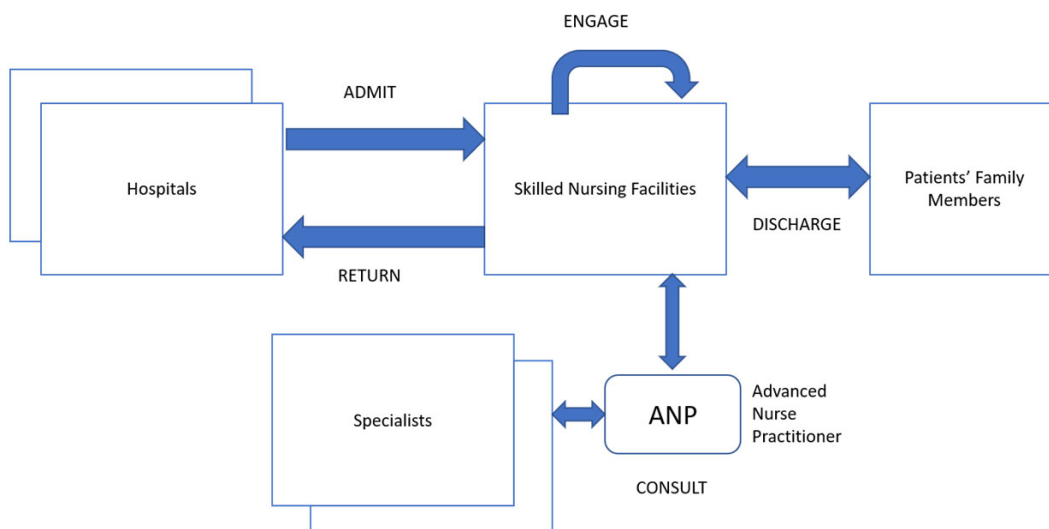 ENGAGE
ADMIT
Hospitals
Skilled Nursing Facilities
Patients’ Family
Members
DISCHARGE
RETURN
Specialists
ANP
Advanced
Nurse
Practitioner
CONSULT